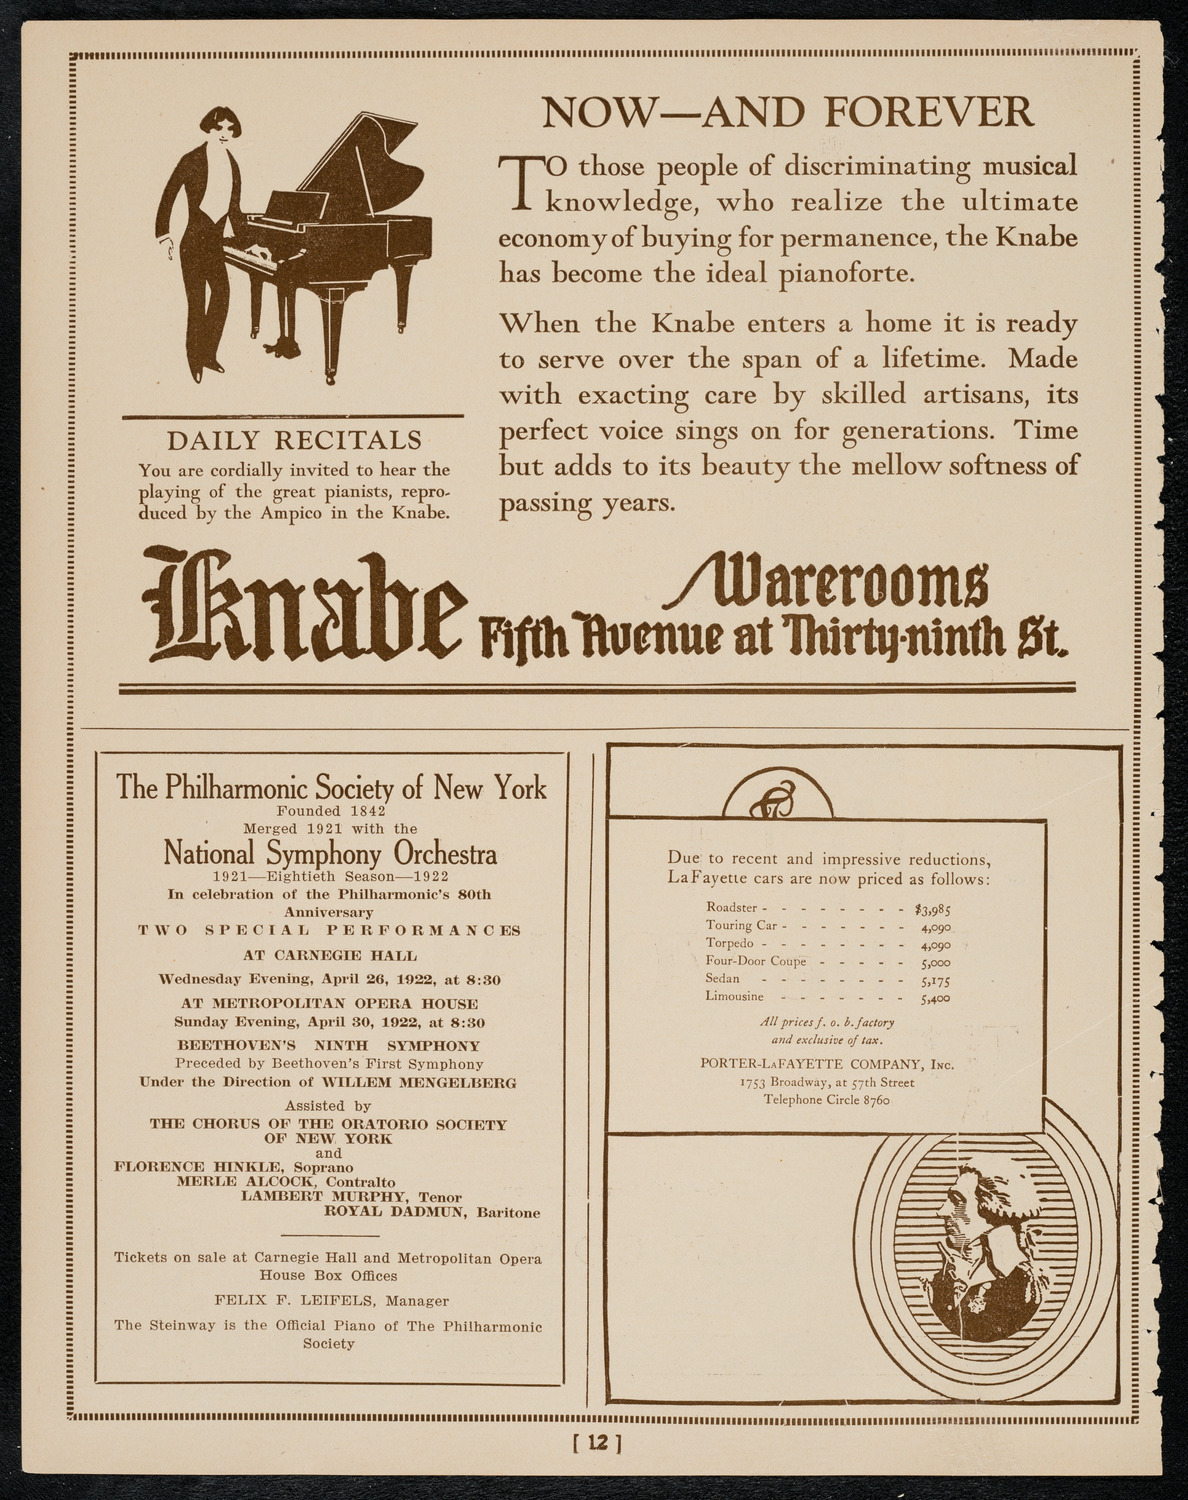 NOW—AND FOREVER
TO those people of discriminating musical
knowledge, who realize the ultimate
economy of buying for permanence, the Knabe
has become the ideal pianoforte.
When the Knabe enters a home it is ready
to serve over the span of a lifetime. Made
with exacting care by skilled artisans, its
perfect voice sings on for generations. Time
but adds to its beauty the mellow softness of
passing years.
DAILY RECITALS
You are cordially invited to hear the
playing of the great pianists, repro-
duced by the Ampico in the Knabe.
Knabe Warerooms
Fifth Avenue at Thirty-ninth St.
The Philharmonic Society of New York
Founded 1842
Merged 1921 with the
National Symphony Orchestra
1921—Eightieth Season—1922
In celebration of the Philharmonic's 80th
Anniversary
TWO SPECIAL PERFORMANCES
AT CARNEGIE HALL
Wednesday Evening, April 26, 1922, at 8:30
AT METROPOLITAN OPERA HOUSE
Sunday Evening, April 30, 1922, at 8:30
BEETHOVEN'S NINTH SYMPHONY
Preceded by Beethoven's First Symphony
Under the Direction of WILLEM MENGELBERG
Assisted by
THE CHORUS OF THE ORATORIO SOCIETY
OF NEW YORK
and
FLORENCE HINKLE, Soprano
MERLE ALCOCK, Contralto
LAMBERT MURPHY, Tenor
ROYAL DADMUN, Baritone
Tickets on sale at Carnegie Hall and Metropolitan Opera
House Box Offices
FELIX F. LEIFELS, Manager
The Steinway is the Official Piano of The Philharmonic
Society
Due to recent and impressive reductions,
LaFayette cars are now priced as follows:
Roadster - - - - - - - - $3,985
Touring Car - - - - - - - 4,090
Torpedo - - - - - - - - 4,090
Four-Door Coupe - - - - - 5,000
Sedan - - - - - - - - 5,175
Limousine - - - - - - - 5,400
All prices f. o. b. factory
and exclusive of tax.
PORTER-LAFAYETTE COMPANY, Inc.
1753 Broadway, at 57th Street
Telephone Circle 8760
[ 12 ]